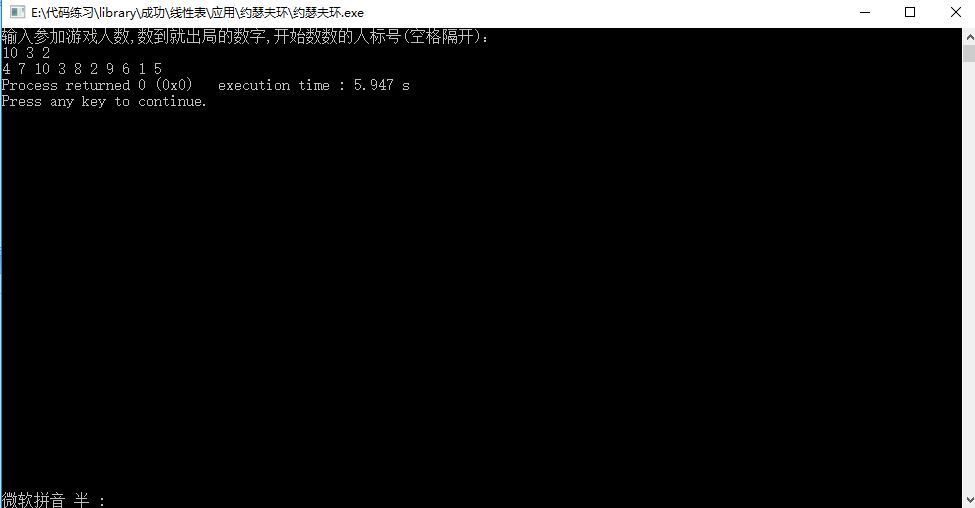 E:\代码练习\library\成功\线性表\应用\约瑟夫环\约瑟夫环.exe
输入参加游戏人数,数到就出局的数字,开始数数的人标号(空格隔开):
10 3 2
4 7 10 3 8 2 9 6 1 5
Process returned 0 (0x0)   execution time : 5.947 s
Press any key to continue.
微软拼音 半 :